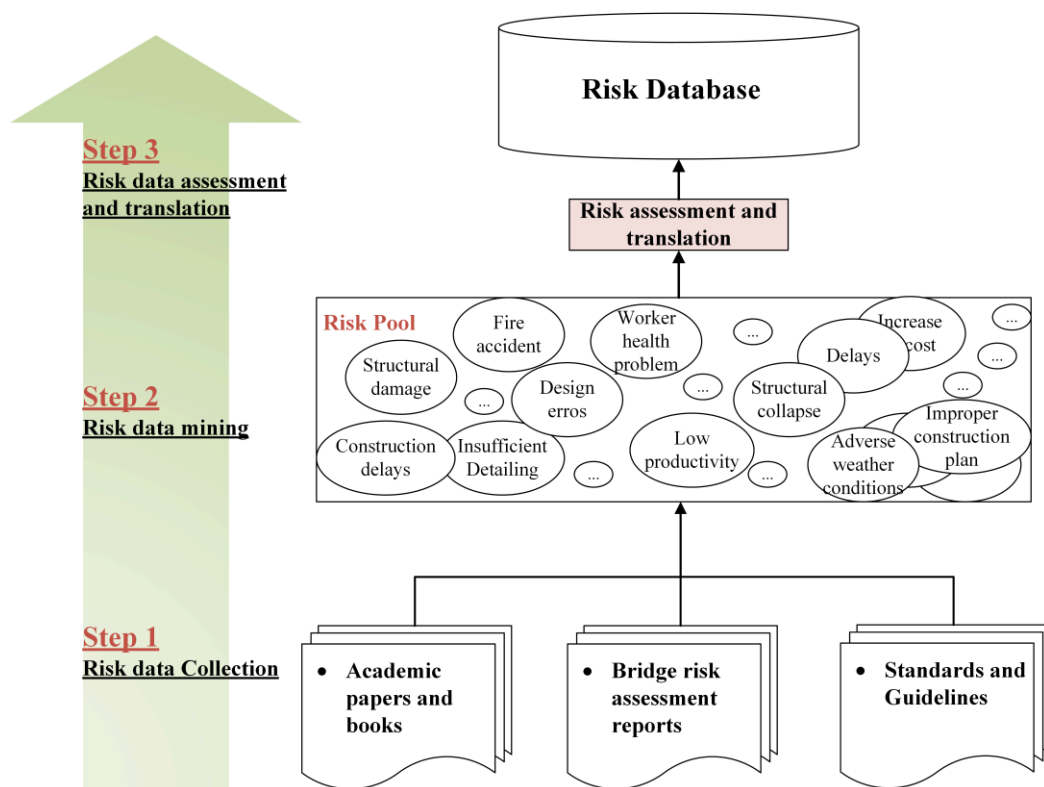 Risk Database
Step 3
Risk data assessment
and translation
Risk assessment and
translation
Risk Pool
Fire
accident
Worker
health
problem
...
Increase
cost
...
Structural
damage
Delays
...
...
Design
erros
...
Structural
collapse
...
Step 2
Risk data mining
Construction
delays
Insufficient
Detailing
...
Low
productivity
...
Adverse
weather
conditions
Improper
construction
plan
Step 1
Risk data Collection
• Academic
papers and
books
• Bridge risk
assessment
reports
• Standards and
Guidelines